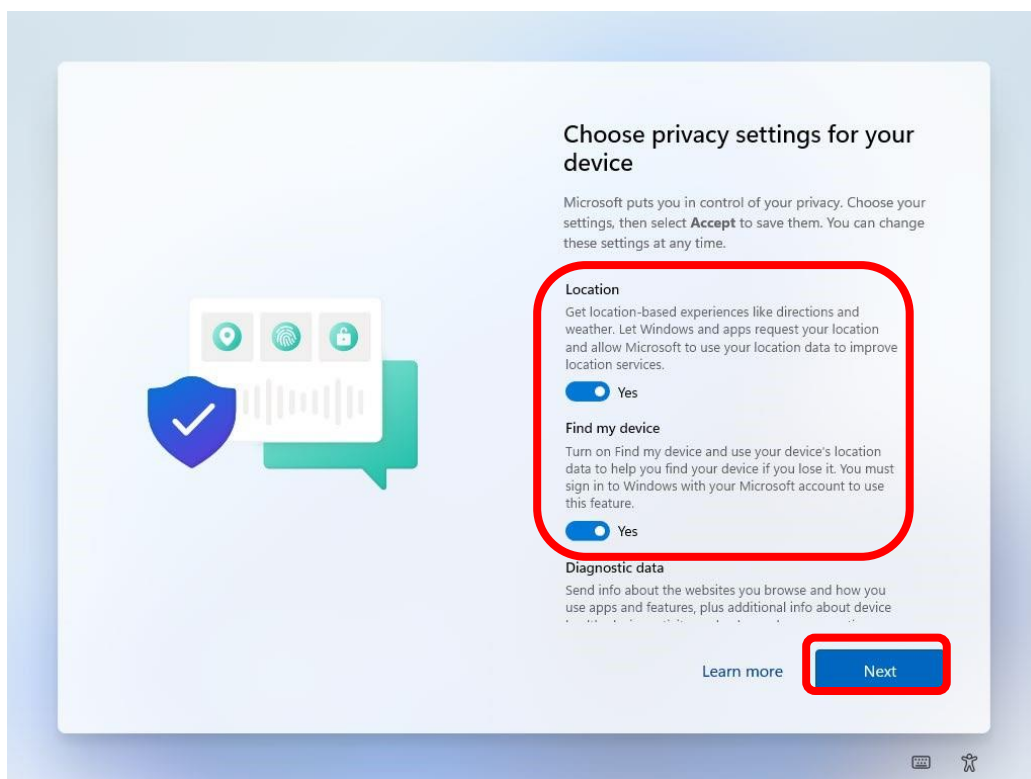 Choose privacy settings for your
device
Microsoft puts you in control of your privacy. Choose your
settings, then select Accept to save them. You can change
these settings at any time.
Location
Get location-based experiences like directions and
weather. Let Windows and apps request your location
and allow Microsoft to use your location data to improve
location services.
Yes
Find my device
Turn on Find my device and use your device's location
data to help you find your device if you lose it. You must
sign in to Windows with your Microsoft account to use
this feature.
Yes
Diagnostic data
Send info about the websites you browse and how you
use apps and features, plus additional info about device
Learn more
Next